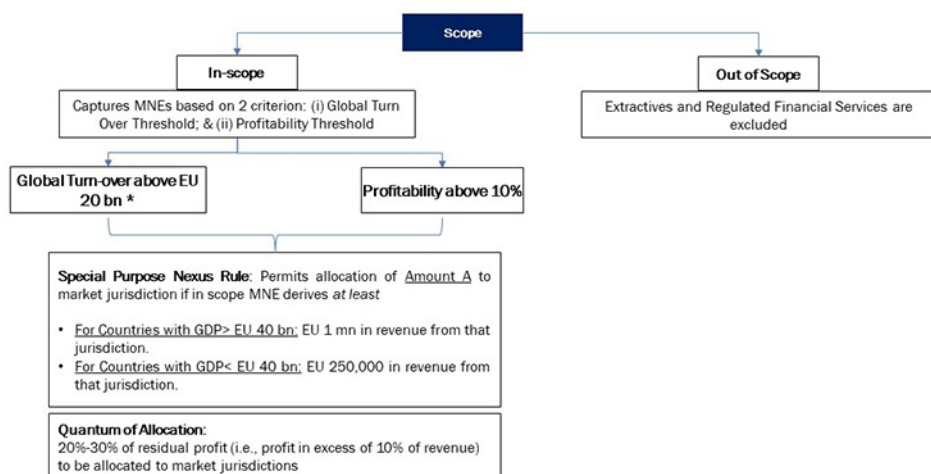 Scope
In-scope
Out of Scope
Captures MNEs based on 2 criterion: (i) Global Turn
Over Threshold; & (ii) Profitability Threshold
Extractives and Regulated Financial Services are
excluded
Global Turn-over above EU
20 bn *
Profitability above 10%
Special Purpose Nexus Rule: Permits allocation of Amount A to
market jurisdiction if in scope MNE derives at least
• For Countries with GDP> EU 40 bn: EU 1 mn in revenue from that
jurisdiction.
• For Countries with GDP< EU 40 bn: EU 250,000 in revenue from
that jurisdiction.
Quantum of Allocation:
20%-30% of residual profit (i.e., profit in excess of 10% of revenue)
to be allocated to market jurisdictions